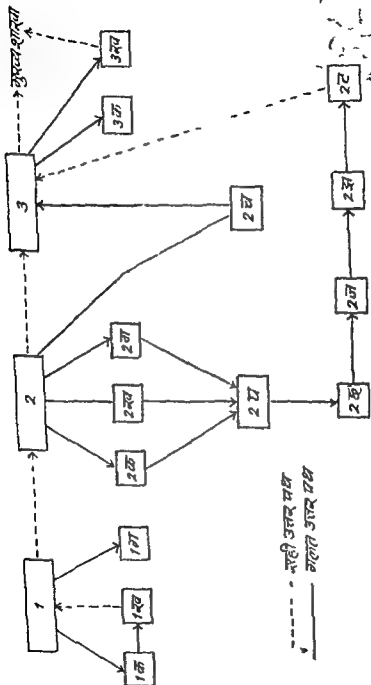 1 2 3 मुख्य शाखा
1क 1ख 1ग 2क 2ख 2ग 3क 3ख
2घ 2च
2छ 2ज 2झ 2ट
सही उत्तर पथ
गलत उत्तर पथ